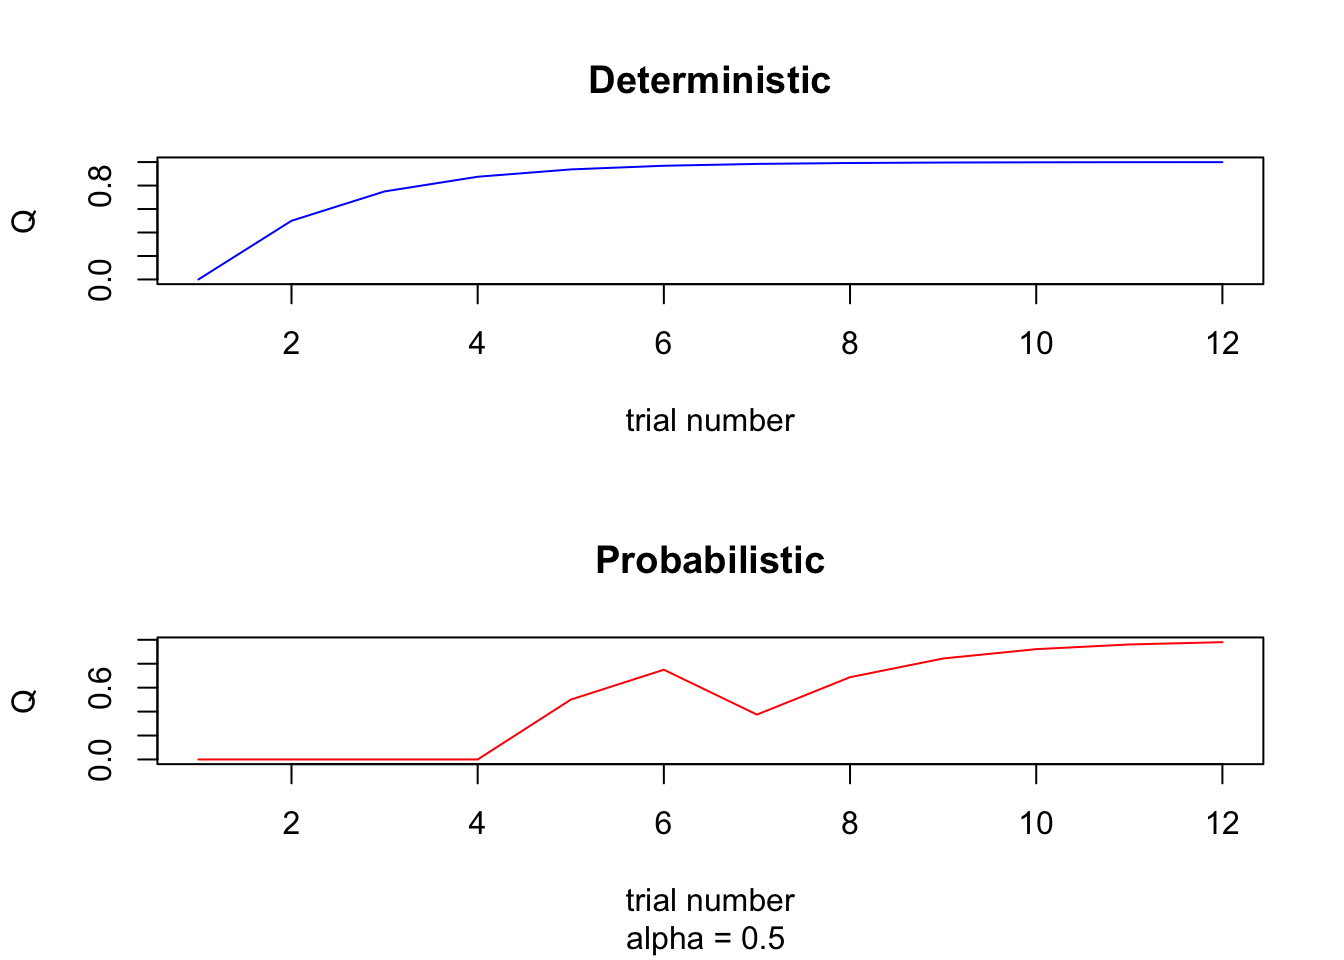 Deterministic
Q
0.8
0.0
2 4 6 8 10 12
trial number
Probabilistic
Q
0.6
0.0
2 4 6 8 10 12
trial number
alpha = 0.5